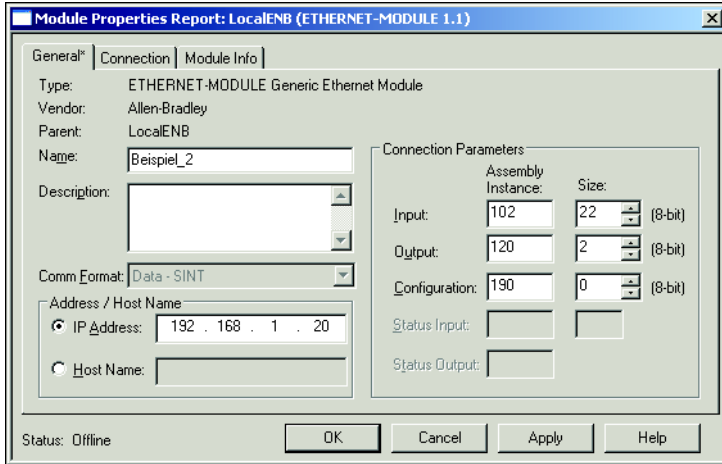 Module Properties Report: LocalENB (ETHERNET-MODULE 1.1)
General* Connection Module Info
Type: ETHERNET-MODULE Generic Ethernet Module
Vendor: Allen-Bradley
Parent: LocalENB
Name: Beispiel_2
Description:
Comm Format: Data - SINT
Address / Host Name
IP Address: 192 . 168 . 1 . 20
Host Name:
Connection Parameters
Assembly Instance: Size:
Input: 102 22 (8-bit)
Output: 120 2 (8-bit)
Configuration: 190 0 (8-bit)
Status Input:
Status Output:
Status: Offline OK Cancel Apply Help